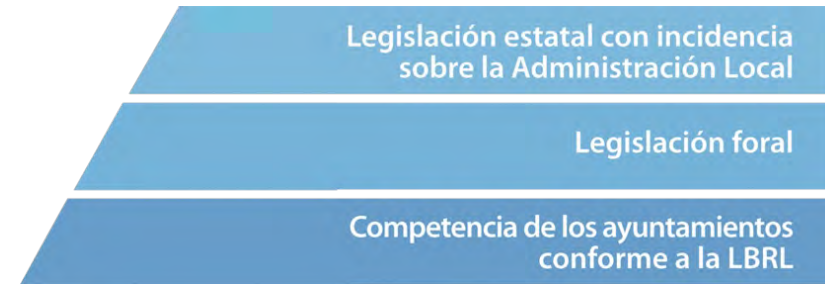 Legislación estatal con incidencia
sobre la Administración Local
Legislación foral
Competencia de los ayuntamientos
conforme a la LBRL